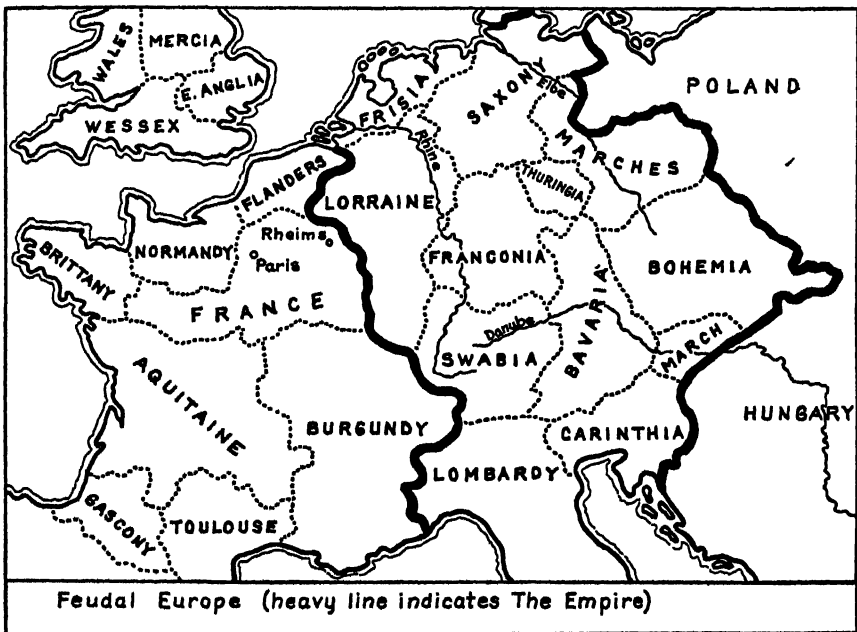 WALES
MERCIA
E. ANGLIA
WESSEX
FRISIA
SAXONY
Elbe
POLAND
MARCHES
Rhine
FLANDERS
LORRAINE
THURINGIA
Rheims
NORMANDY
Paris
FRANCONIA
BRITTANY
BOHEMIA
FRANCE
BAVARIA
Danube
MARCH
SWABIA
AQUITAINE
HUNGARY
BURGUNDY
CARINTHIA
LOMBARDY
GASCONY
TOULOUSE
Feudal Europe (heavy line indicates The Empire)